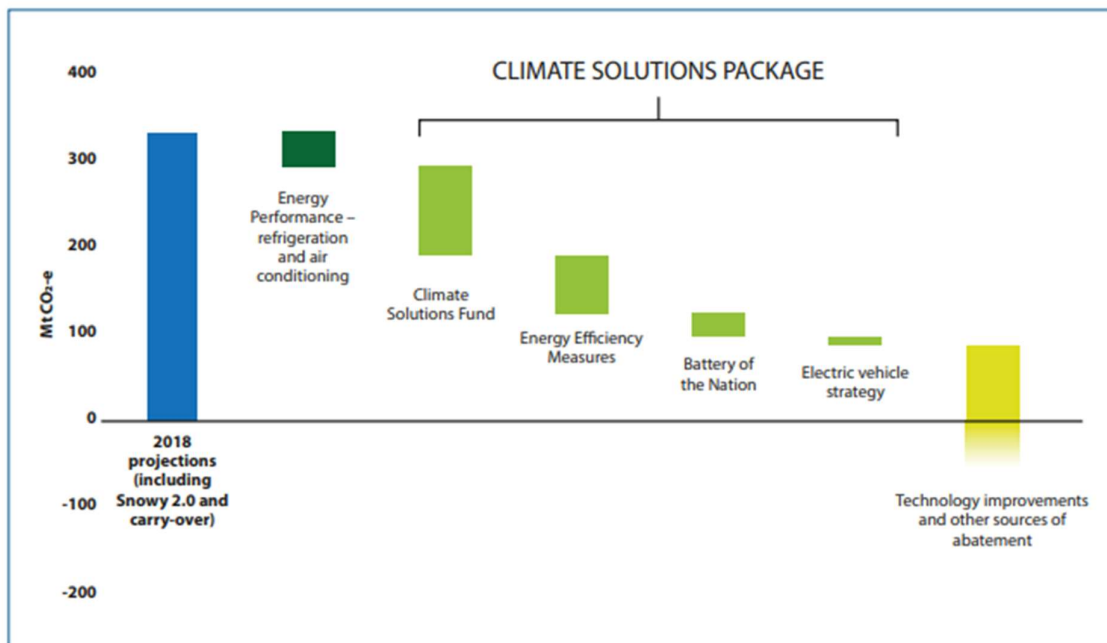 CLIMATE SOLUTIONS PACKAGE
400
300
200
100
0
-100
-200
Mt CO₂-e
2018
projections
(including
Snowy 2.0 and
carry-over)
Energy
Performance –
refrigeration
and air
conditioning
Climate
Solutions Fund
Energy Efficiency
Measures
Battery of
the Nation
Electric vehicle
strategy
Technology improvements
and other sources of
abatement